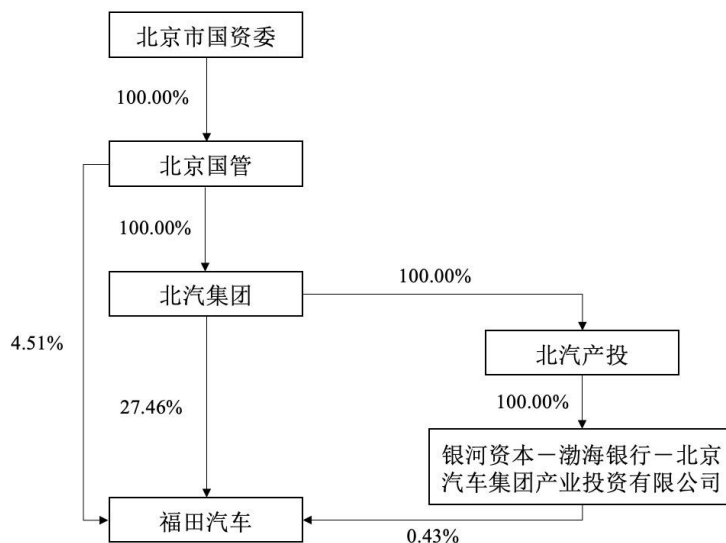 北京市国资委
100.00%
北京国管
100.00%
北汽集团
100.00%
北汽产投
4.51%
27.46%
100.00%
银河资本－渤海银行－北京
汽车集团产业投资有限公司
福田汽车
0.43%